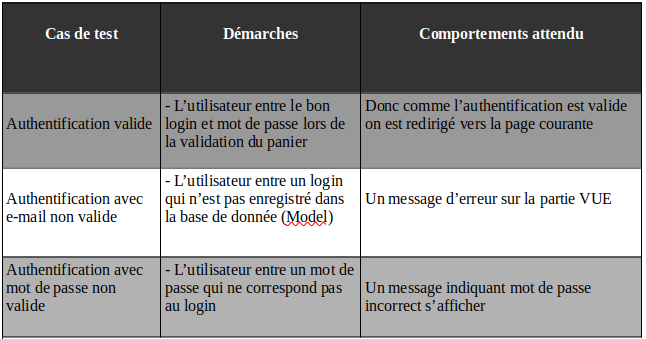 Cas de test
Démarches
Comportements attendu
Authentification valide
- L’utilisateur entre le bon
login et mot de passe lors de
la validation du panier
Donc comme l’authentification est valide
on est redirigé vers la page courante
Authentification avec
e-mail non valide
- L’utilisateur entre un login
qui n’est pas enregistré dans
la base de donnée (Model)
Un message d’erreur sur la partie VUE
Authentification avec
mot de passe non
valide
- L’utilisateur entre un mot de
passe qui ne correspond pas
au login
Un message indiquant mot de passe
incorrect s’afficher